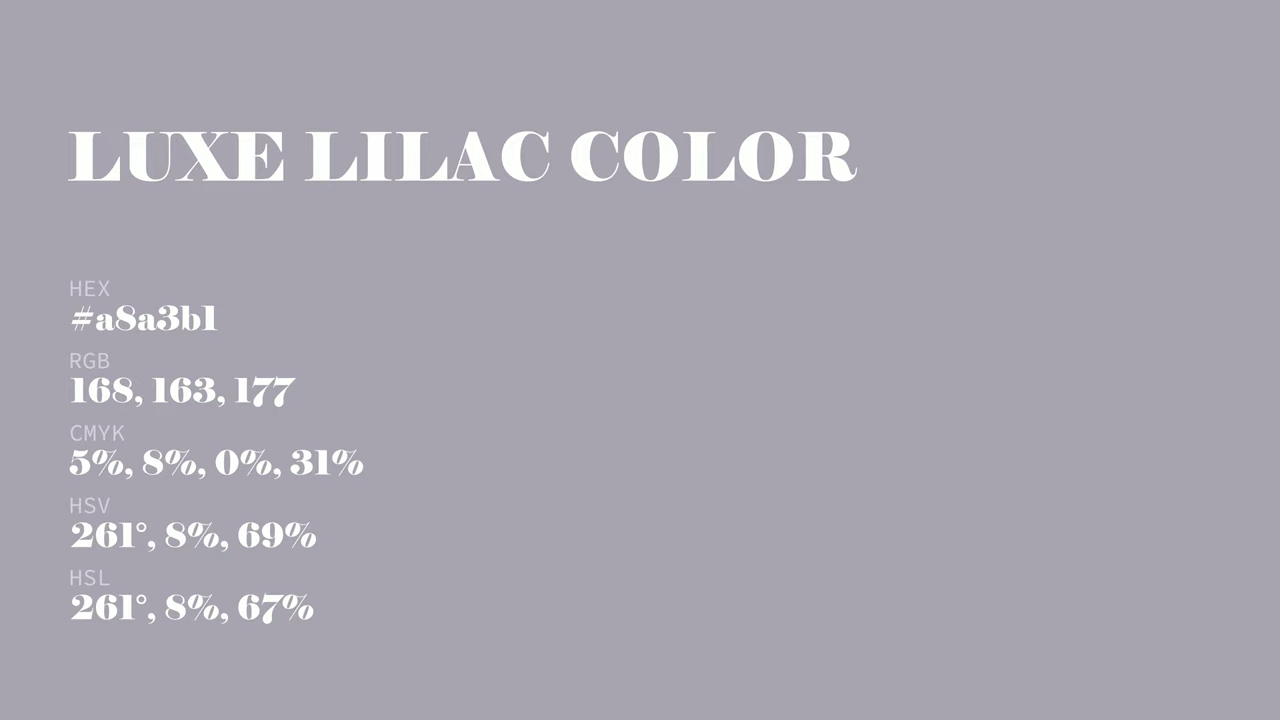 LUXE LILAC COLOR
HEX
#a8a3b1
RGB
168, 163, 177
CMYK
5%, 8%, 0%, 31%
HSV
261°, 8%, 69%
HSL
261°, 8%, 67%